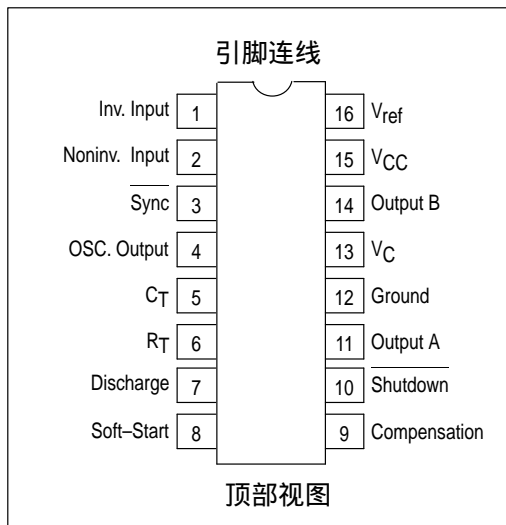 引脚连线
Inv. Input 1 16 Vref
Noninv. Input 2 15 VCC
Sync 3 14 Output B
OSC. Output 4 13 VC
CT 5 12 Ground
RT 6 11 Output A
Discharge 7 10 Shutdown
Soft–Start 8 9 Compensation
顶部视图